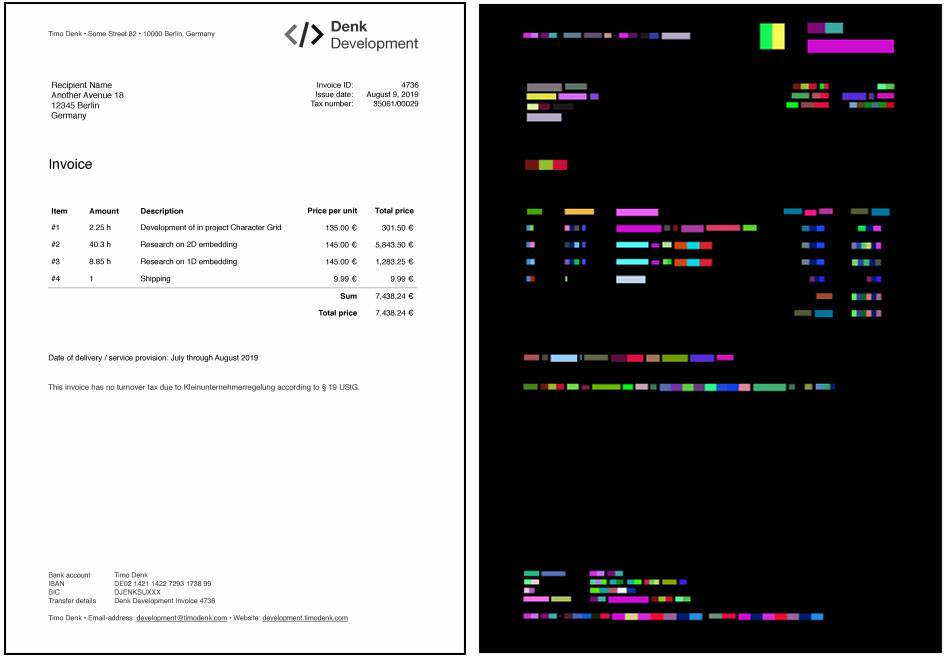 Timo Denk • Some Street 82 • 10000 Berlin, Germany
</> Denk
Development
Recipient Name
Another Avenue 18
12345 Berlin
Germany
Invoice ID: 4736
Issue date: August 9, 2019
Tax number: 35061/00029
Invoice
Item Amount Description Price per unit Total price
#1 2.25 h Development of in project Character Grid 135.00 € 301.50 €
#2 40.3 h Research on 2D embedding 145.00 € 5,843.50 €
#3 8.85 h Research on 1D embedding 145.00 € 1,283.25 €
#4 1 Shipping 9.99 € 9.99 €
Sum 7,438.24 €
Total price 7,438.24 €
Date of delivery / service provision: July through August 2019
This invoice has no turnover tax due to Kleinunternehmerregelung according to § 19 UStG.
Bank account Timo Denk
IBAN DE02 1421 1422 7293 1738 99
BIC DJENKSUXXX
Transfer details Denk Development Invoice 4736
Timo Denk • Email-address: development@timodenk.com • Website: development.timodenk.com